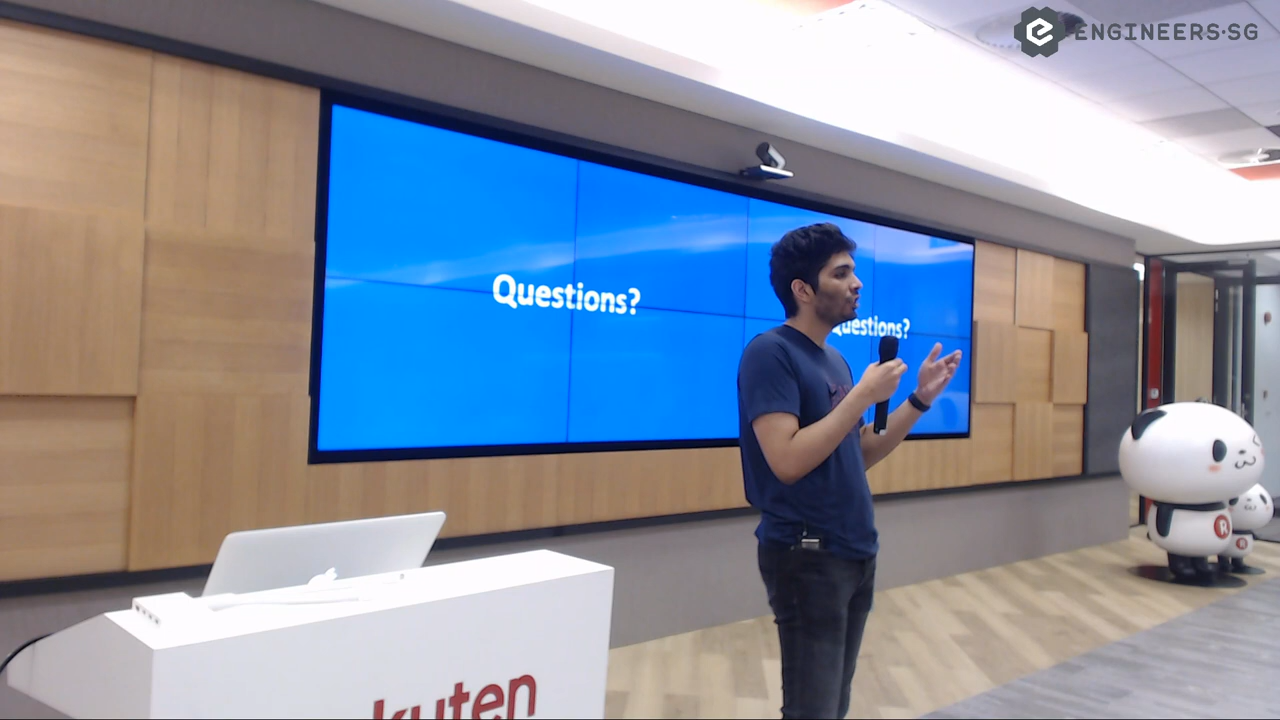 ENGINEERS·SG
Questions?
Questions?
kuten
R
R